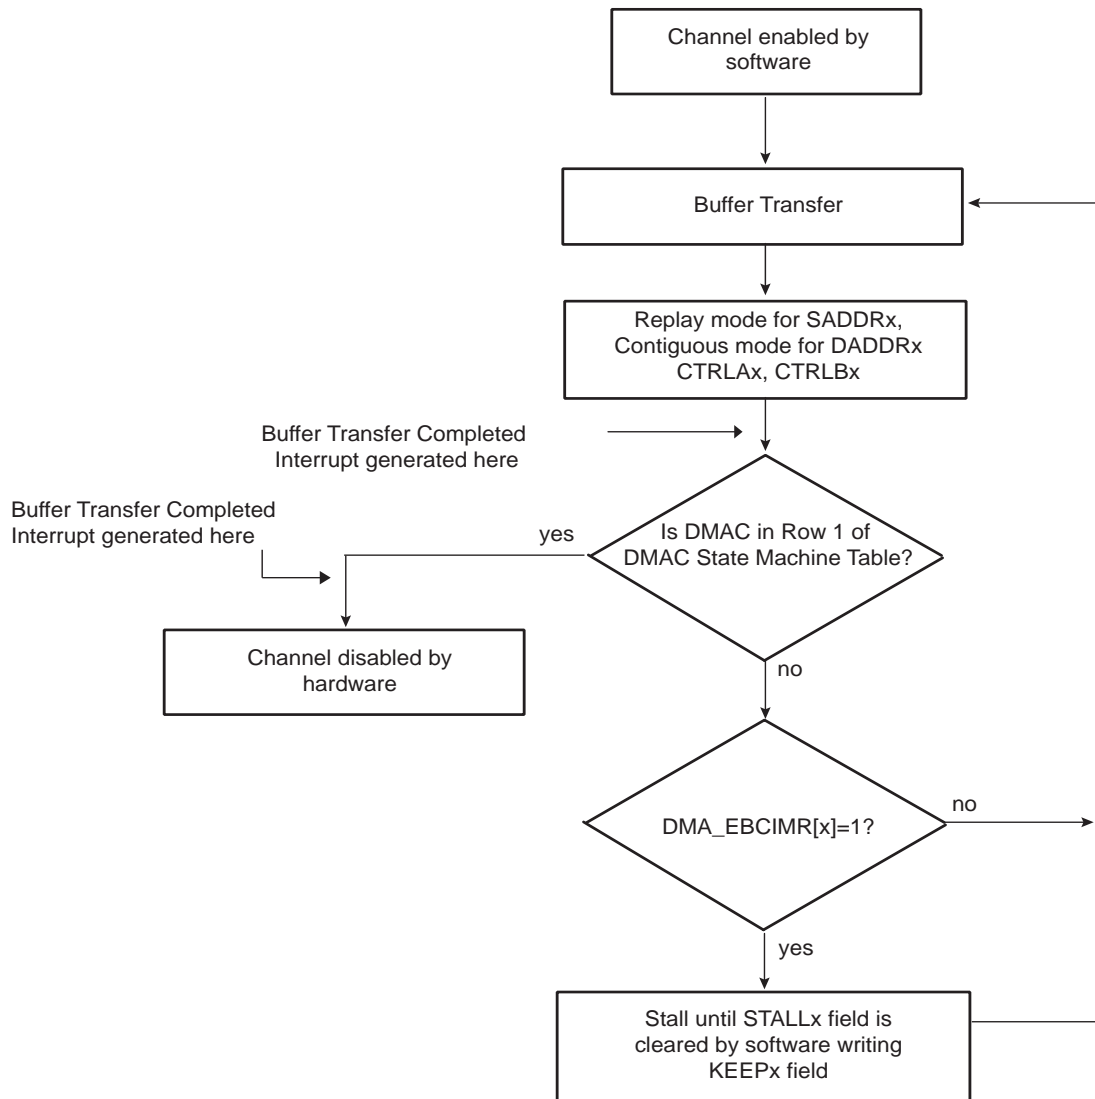 Channel enabled by
software
Buffer Transfer
Replay mode for SADDRx,
Contiguous mode for DADDRx
CTRLAx, CTRLBx
Buffer Transfer Completed
Interrupt generated here
Buffer Transfer Completed
Interrupt generated here
yes
Is DMAC in Row 1 of
DMAC State Machine Table?
Channel disabled by
hardware
no
DMA_EBCIMR[x]=1?
no
yes
Stall until STALLx field is
cleared by software writing
KEEPx field